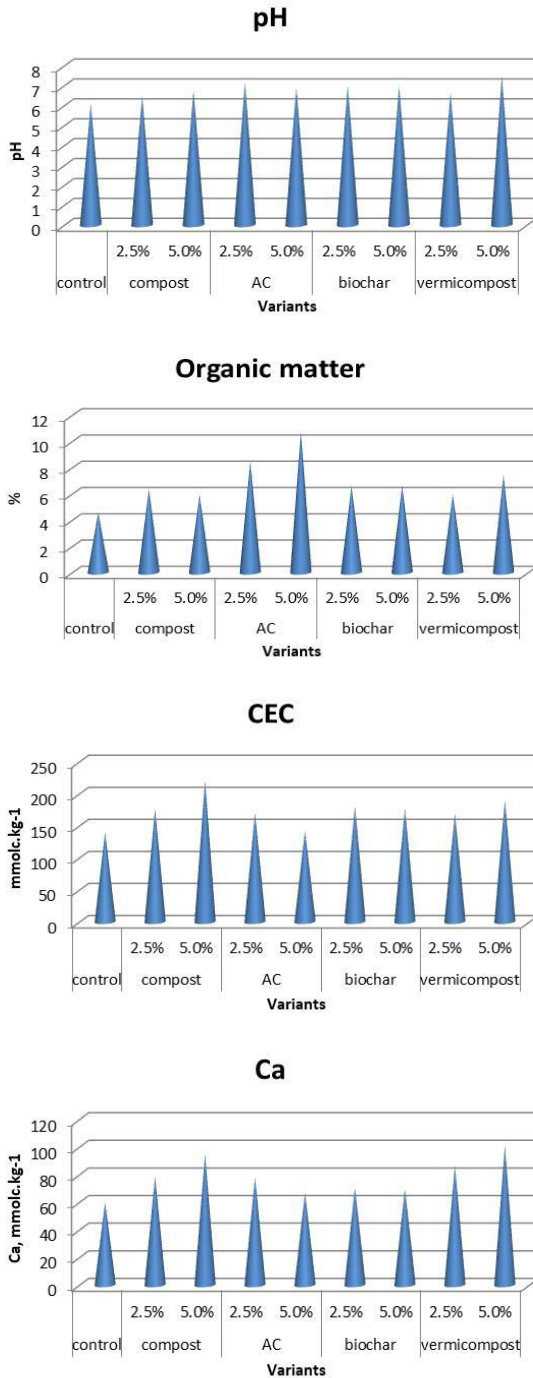 pH
8
7
6
5
4
3
2
1
0
pH
2.5% 5.0% 2.5% 5.0% 2.5% 5.0% 2.5% 5.0%
control compost AC biochar vermicompost
Variants
Organic matter
12
10
8
6
4
2
0
%
2.5% 5.0% 2.5% 5.0% 2.5% 5.0% 2.5% 5.0%
control compost AC biochar vermicompost
Variants
CEC
250
200
150
100
50
0
mmolc.kg-1
2.5% 5.0% 2.5% 5.0% 2.5% 5.0% 2.5% 5.0%
control compost AC biochar vermicompost
Variants
Ca
120
100
80
60
40
20
0
Ca, mmolc.kg-1
2.5% 5.0% 2.5% 5.0% 2.5% 5.0% 2.5% 5.0%
control compost AC biochar vermicompost
Variants